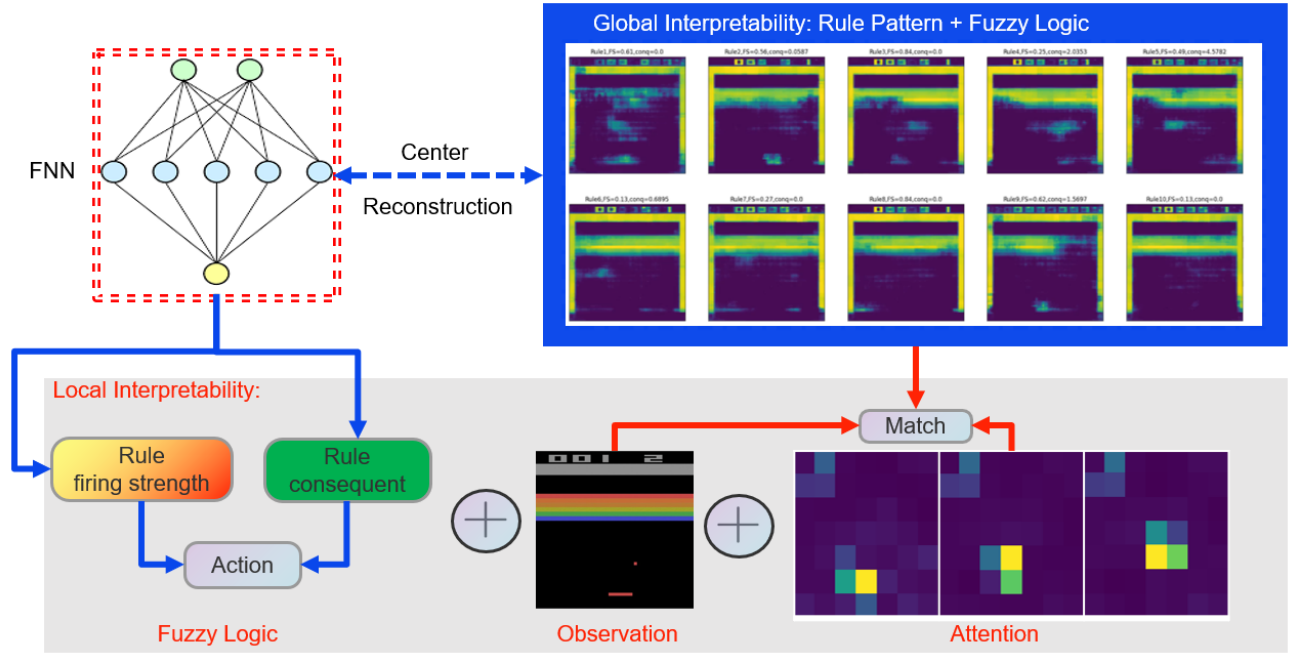 Global Interpretability: Rule Pattern + Fuzzy Logic
Rule1,FS=0.61,conq=0.0
Rule2,FS=0.56,conq=0.0587
Rule3,FS=0.84,conq=0.0
Rule4,FS=0.25,conq=2.0353
Rule5,FS=0.49,conq=4.5782
FNN
Center
Reconstruction
Rule6,FS=0.13,conq=0.6895
Rule7,FS=0.27,conq=0.0
Rule8,FS=0.84,conq=0.0
Rule9,FS=0.62,conq=1.5697
Rule10,FS=0.13,conq=0.0
Local Interpretability:
Match
Rule
firing strength
Rule
consequent
001 2
Action
Fuzzy Logic
Observation
Attention